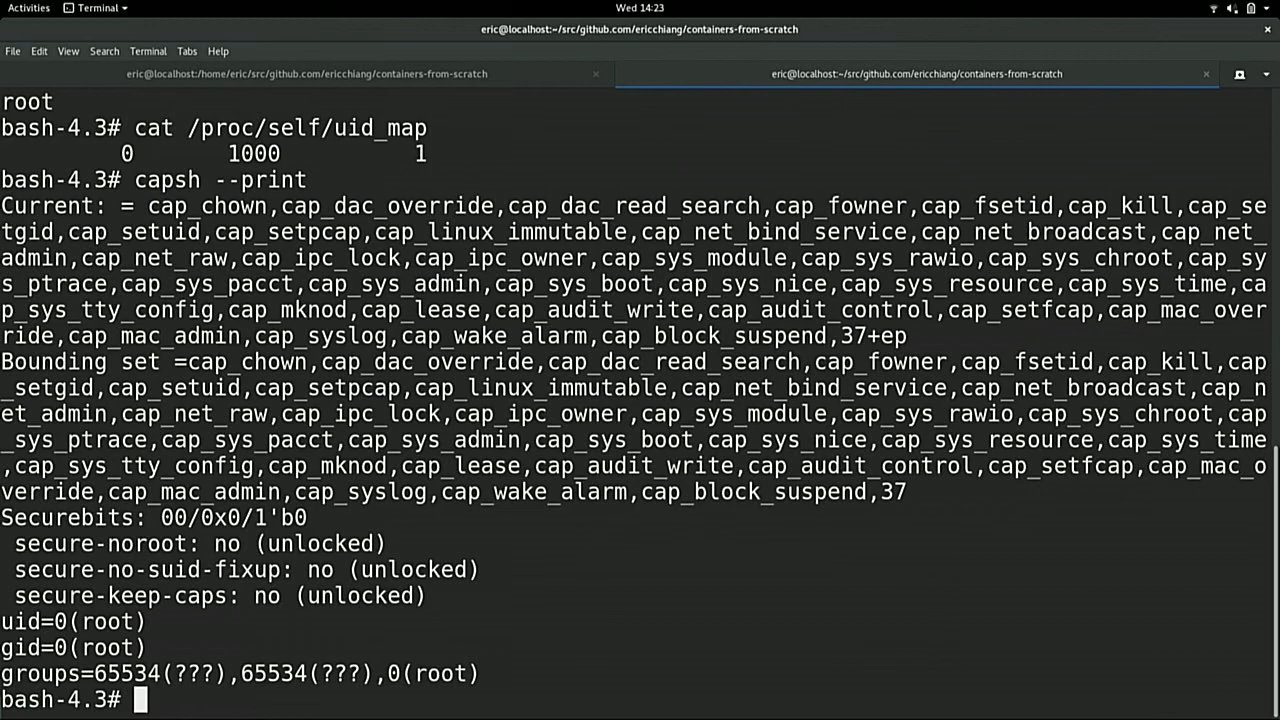 Activities Terminal Wed 14:23
eric@localhost:~/src/github.com/ericchiang/containers-from-scratch
File Edit View Search Terminal Tabs Help
eric@localhost:/home/eric/src/github.com/ericchiang/containers-from-scratch × eric@localhost:~/src/github.com/ericchiang/containers-from-scratch ×
root
bash-4.3# cat /proc/self/uid_map
0 1000 1
bash-4.3# capsh --print
Current: = cap_chown,cap_dac_override,cap_dac_read_search,cap_fowner,cap_fsetid,cap_kill,cap_se
tgid,cap_setuid,cap_setpcap,cap_linux_immutable,cap_net_bind_service,cap_net_broadcast,cap_net_
admin,cap_net_raw,cap_ipc_lock,cap_ipc_owner,cap_sys_module,cap_sys_rawio,cap_sys_chroot,cap_sy
s_ptrace,cap_sys_pacct,cap_sys_admin,cap_sys_boot,cap_sys_nice,cap_sys_resource,cap_sys_time,ca
p_sys_tty_config,cap_mknod,cap_lease,cap_audit_write,cap_audit_control,cap_setfcap,cap_mac_over
ride,cap_mac_admin,cap_syslog,cap_wake_alarm,cap_block_suspend,37+ep
Bounding set =cap_chown,cap_dac_override,cap_dac_read_search,cap_fowner,cap_fsetid,cap_kill,cap
_setgid,cap_setuid,cap_setpcap,cap_linux_immutable,cap_net_bind_service,cap_net_broadcast,cap_n
et_admin,cap_net_raw,cap_ipc_lock,cap_ipc_owner,cap_sys_module,cap_sys_rawio,cap_sys_chroot,cap
_sys_ptrace,cap_sys_pacct,cap_sys_admin,cap_sys_boot,cap_sys_nice,cap_sys_resource,cap_sys_time
,cap_sys_tty_config,cap_mknod,cap_lease,cap_audit_write,cap_audit_control,cap_setfcap,cap_mac_o
verride,cap_mac_admin,cap_syslog,cap_wake_alarm,cap_block_suspend,37
Securebits: 00/0x0/1'b0
secure-noroot: no (unlocked)
secure-no-suid-fixup: no (unlocked)
secure-keep-caps: no (unlocked)
uid=0(root)
gid=0(root)
groups=65534(???),65534(???),0(root)
bash-4.3#